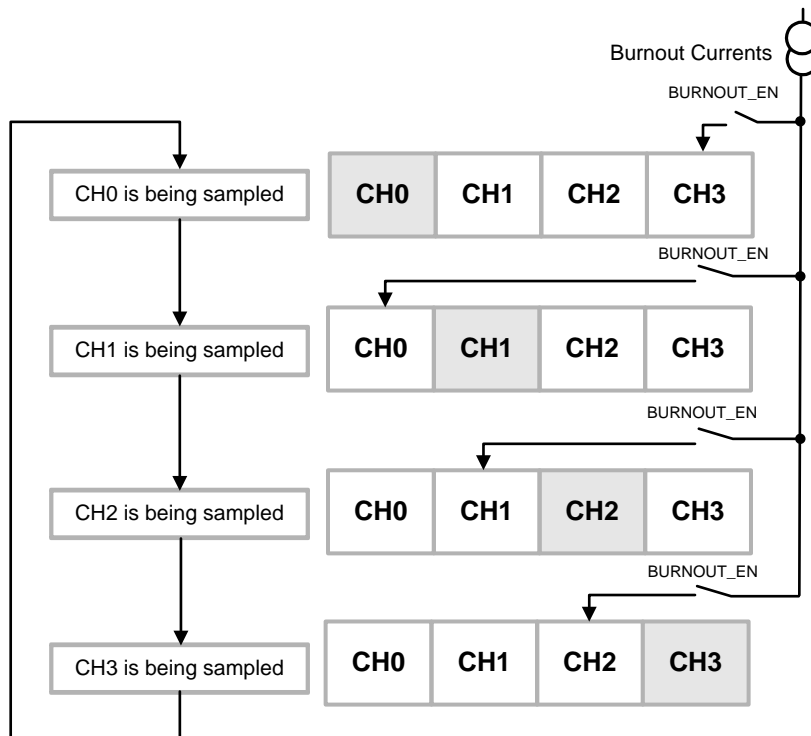 Burnout Currents
BURNOUT_EN
CH0 is being sampled
CH0 CH1 CH2 CH3
BURNOUT_EN
CH1 is being sampled
CH0 CH1 CH2 CH3
BURNOUT_EN
CH2 is being sampled
CH0 CH1 CH2 CH3
BURNOUT_EN
CH3 is being sampled
CH0 CH1 CH2 CH3